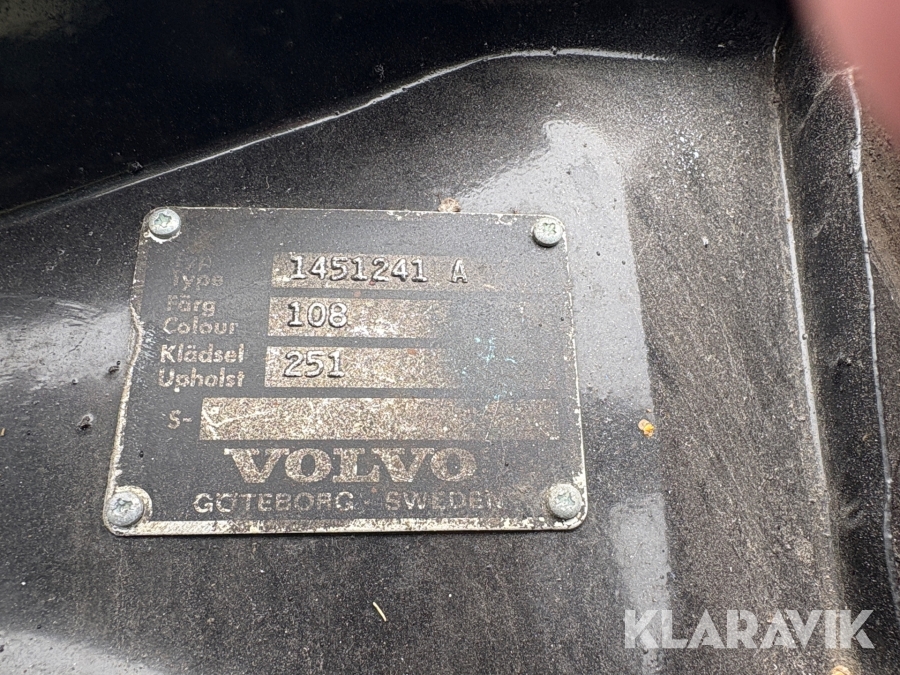 Typ
Type 1451241 A
Färg 108
Colour
Klädsel 251
Upholst
S-
VOLVO
GÖTEBORG SWEDEN
KLARAVIK